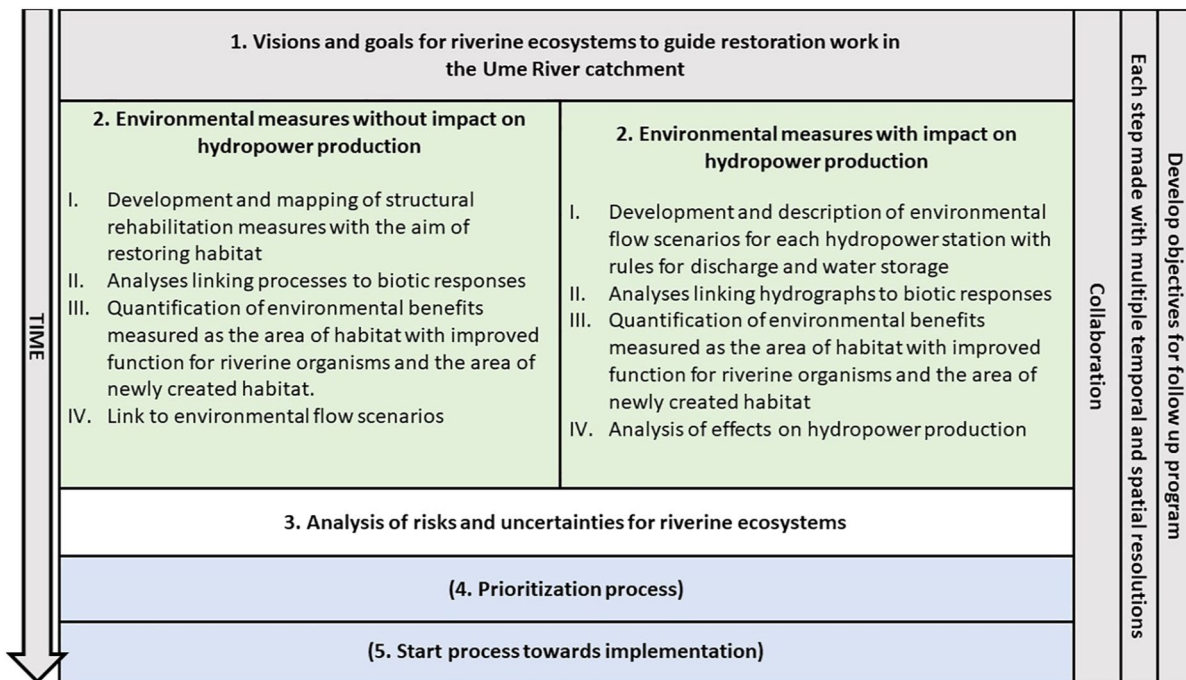 1. Visions and goals for riverine ecosystems to guide restoration work in
the Ume River catchment
2. Environmental measures without impact on
hydropower production
I. Development and mapping of structural
rehabilitation measures with the aim of
restoring habitat
II. Analyses linking processes to biotic responses
III. Quantification of environmental benefits
measured as the area of habitat with improved
function for riverine organisms and the area of
newly created habitat.
IV. Link to environmental flow scenarios
2. Environmental measures with impact on
hydropower production
I. Development and description of environmental
flow scenarios for each hydropower station with
rules for discharge and water storage
II. Analyses linking hydrographs to biotic responses
III. Quantification of environmental benefits
measured as the area of habitat with improved
function for riverine organisms and the area of
newly created habitat
IV. Analysis of effects on hydropower production
3. Analysis of risks and uncertainties for riverine ecosystems
(4. Prioritization process)
(5. Start process towards implementation)
TIME
Collaboration
Each step made with multiple temporal and spatial resolutions
Develop objectives for follow up program